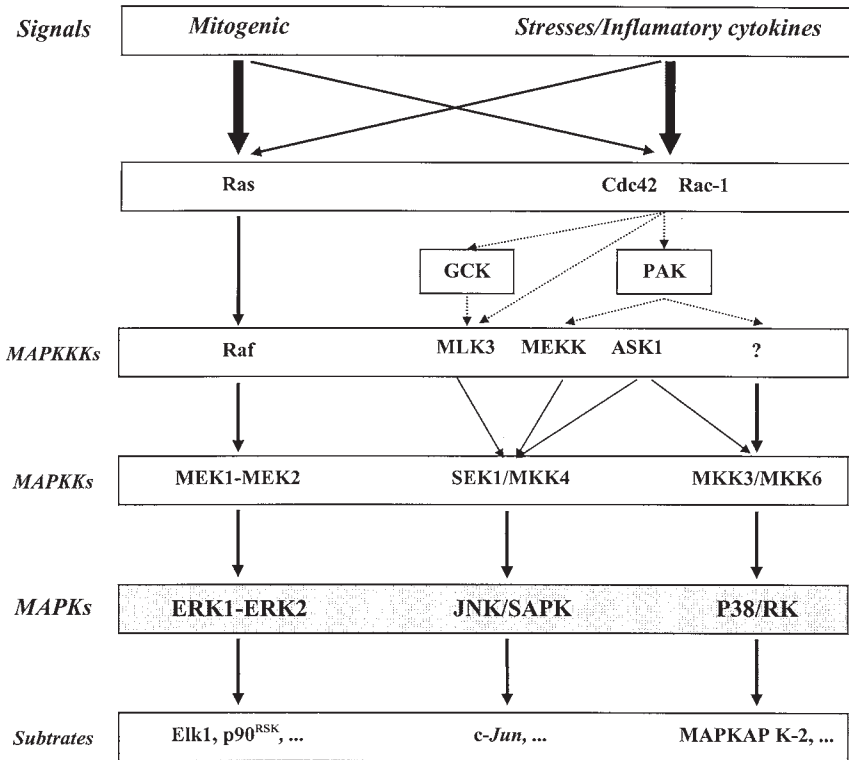 Signals Mitogenic Stresses/Inflamatory cytokines
Ras Cdc42 Rac-1
GCK PAK
MAPKKKs Raf MLK3 MEKK ASK1 ?
MAPKKs MEK1-MEK2 SEK1/MKK4 MKK3/MKK6
MAPKs ERK1-ERK2 JNK/SAPK P38/RK
Subtrates Elk1, p90RSK, ... c-Jun, ... MAPKAP K-2, ...